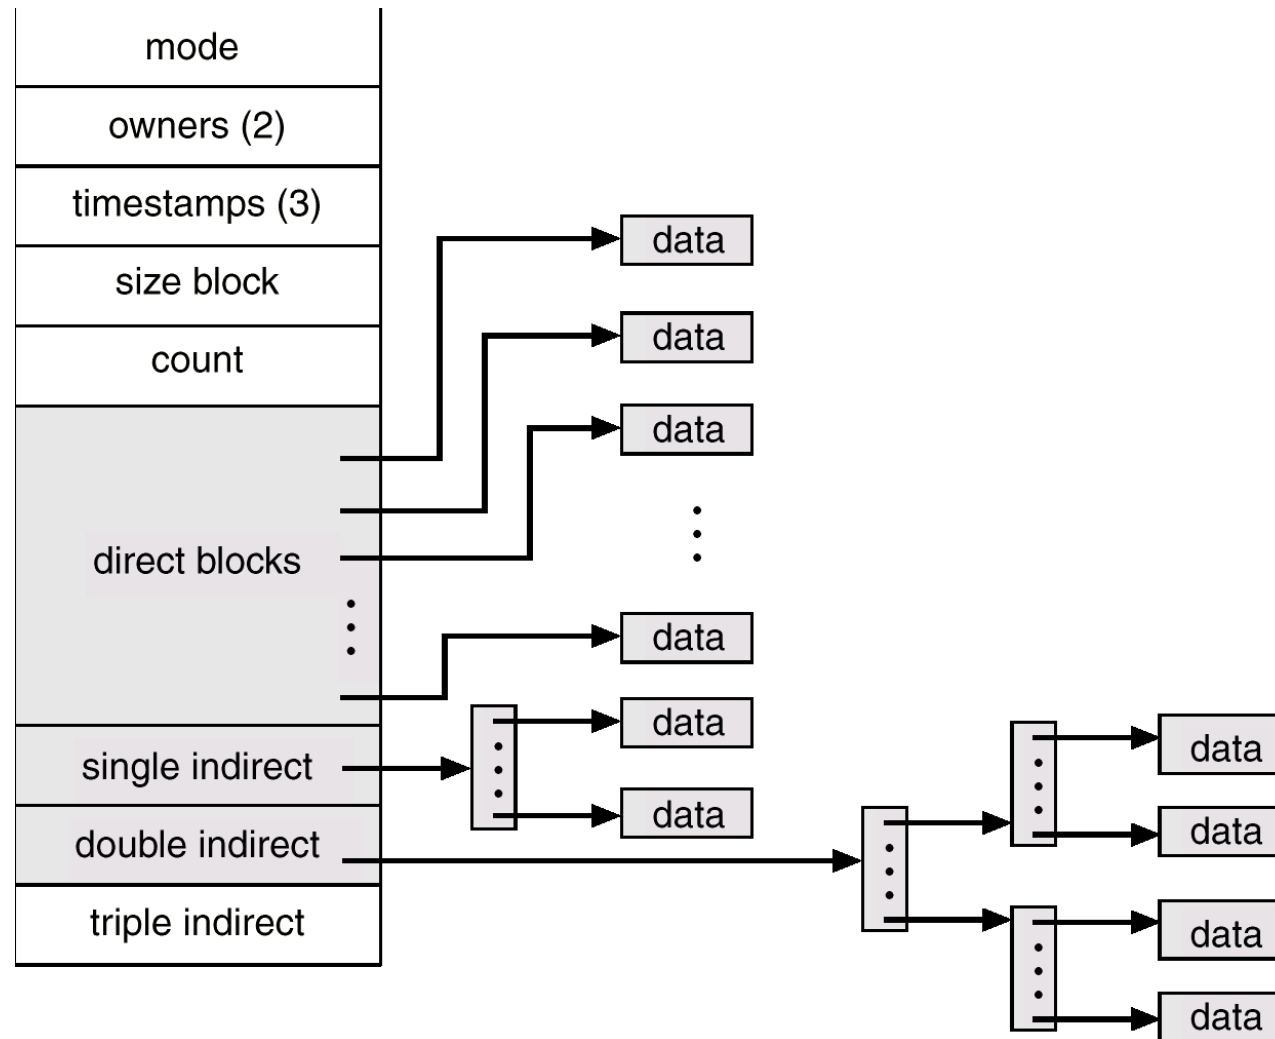 mode
owners (2)
timestamps (3)
size block
count
direct blocks
single indirect
double indirect
triple indirect
data
data
data
data
data
data
data
data
data
data